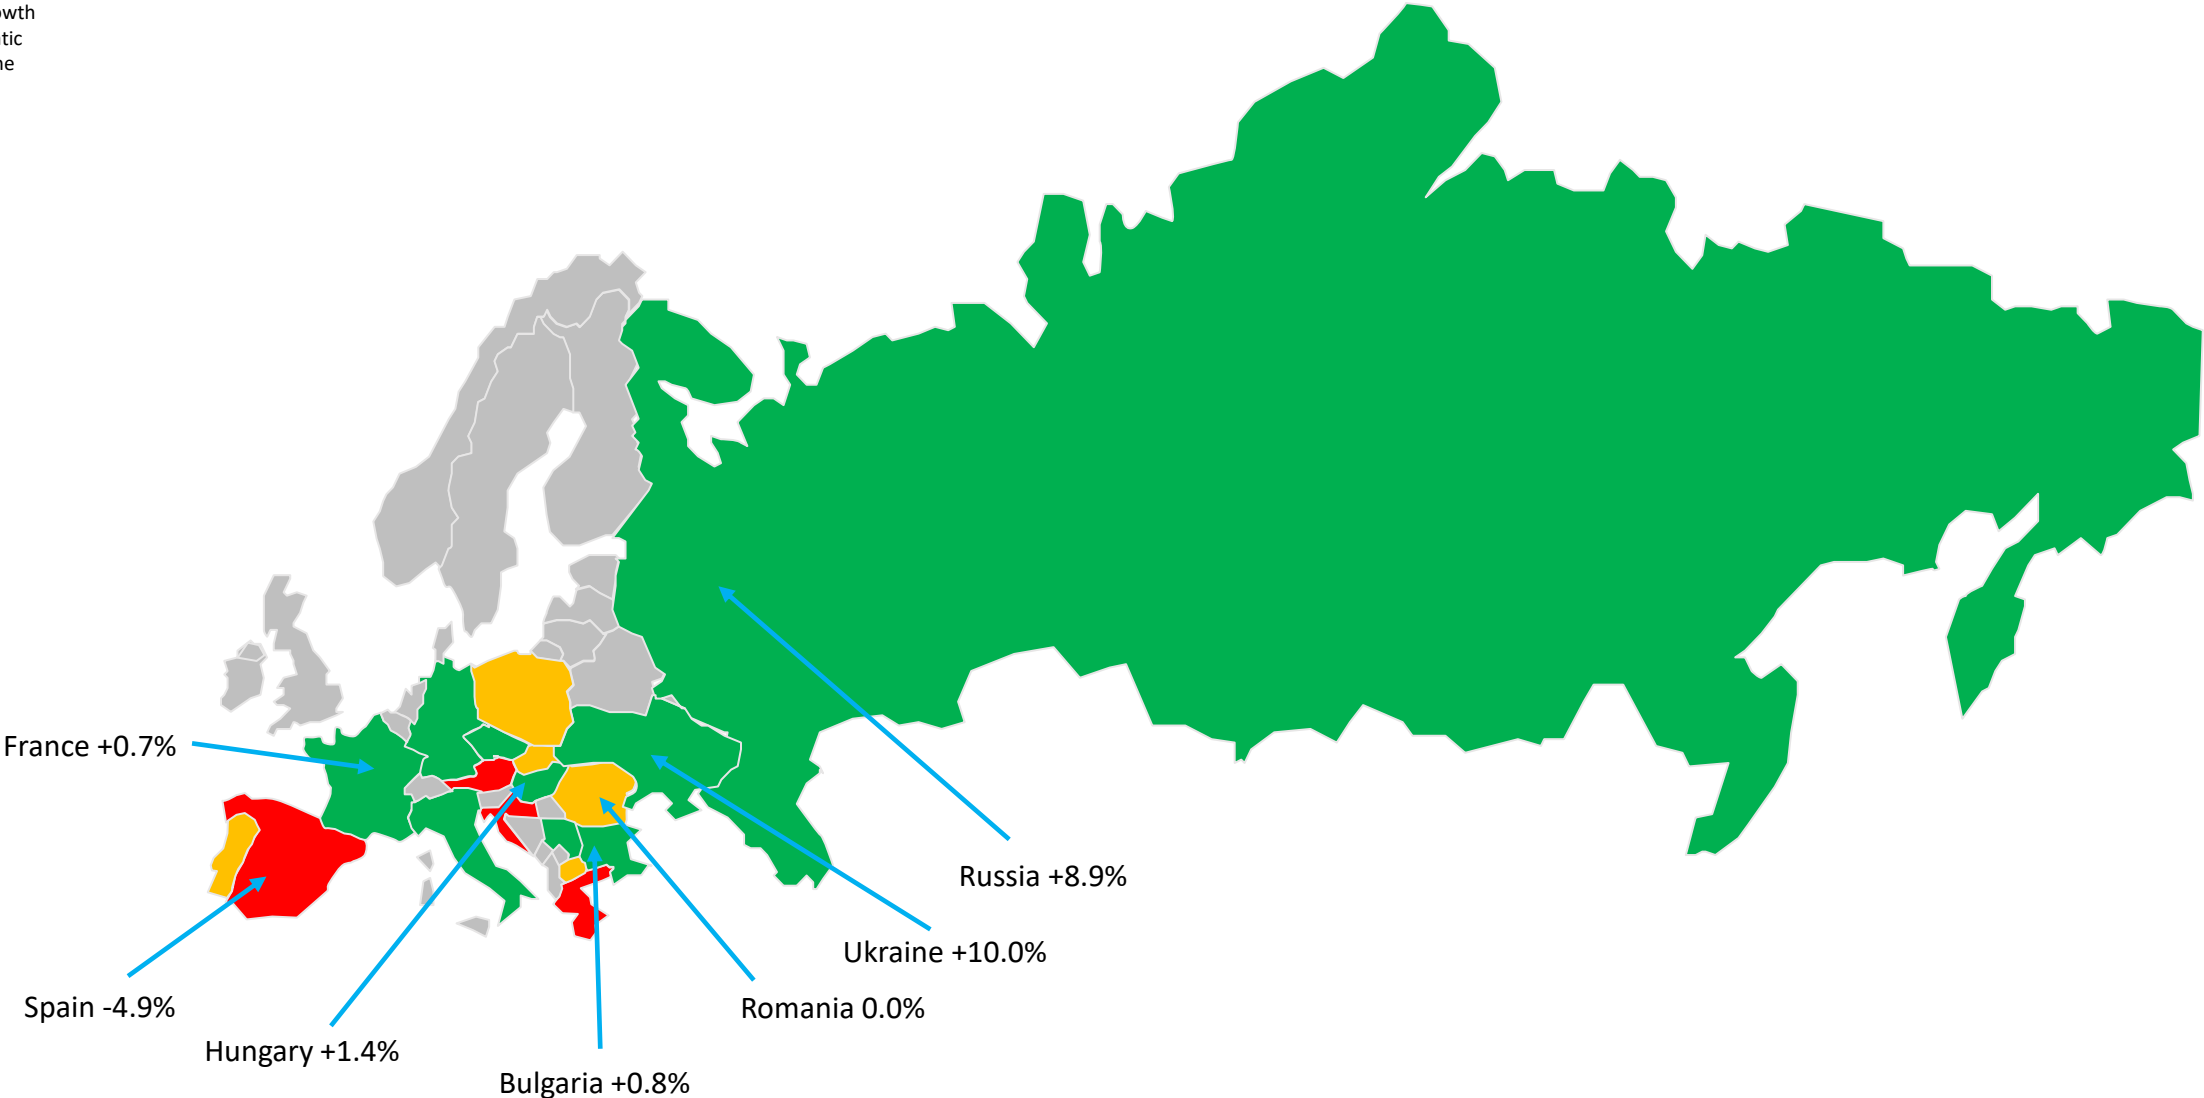 France +0.7%
Russia +8.9%
Ukraine +10.0%
Spain -4.9%
Romania 0.0%
Hungary +1.4%
Bulgaria +0.8%